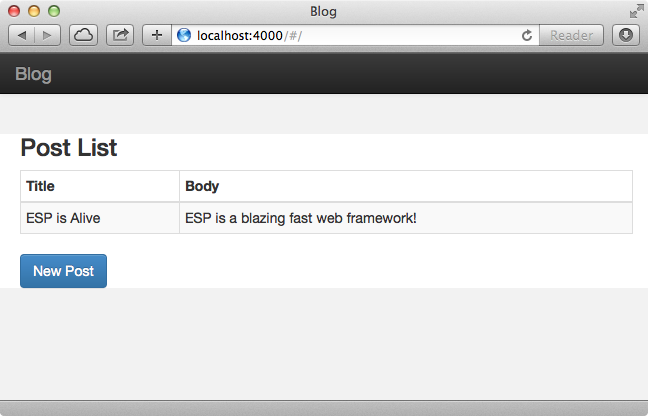 Blog
localhost:4000/#/
Reader
Blog
Post List
Title Body
ESP is Alive ESP is a blazing fast web framework!
New Post